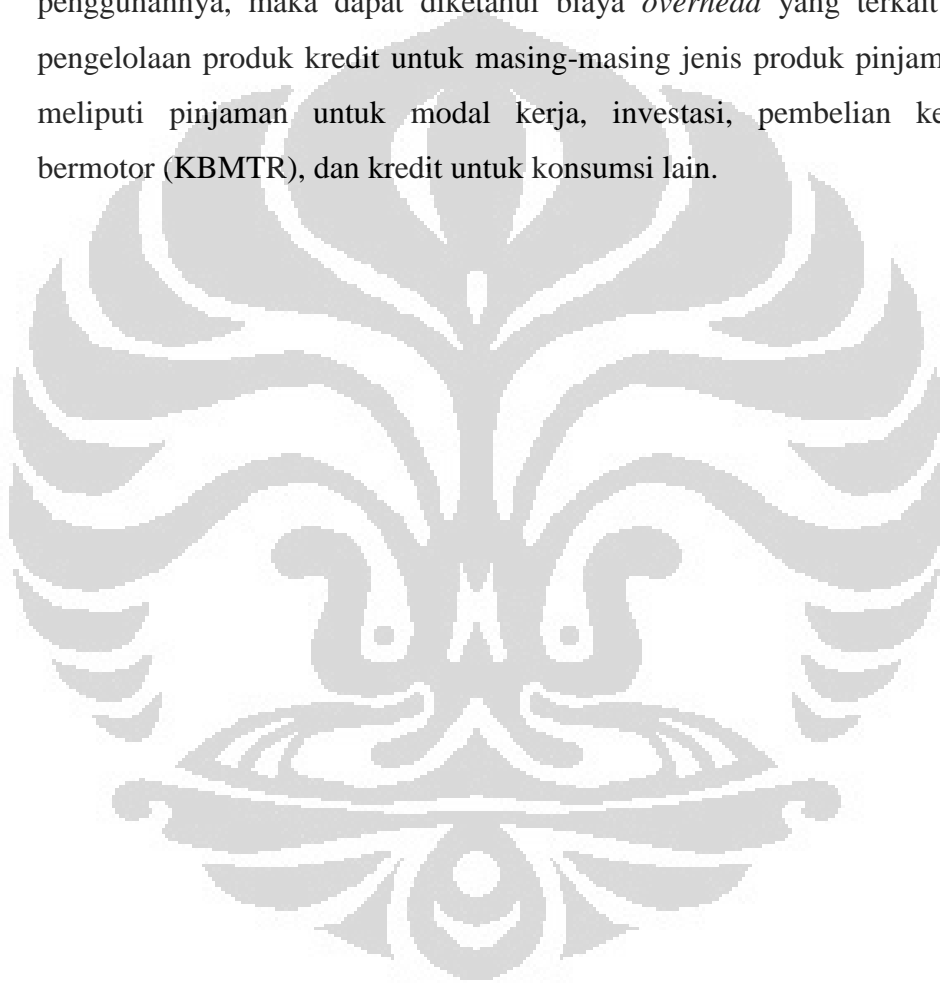 penggunannya, maka dapat diketahui biaya overhead yang terkait
pengelolaan produk kredit untuk masing-masing jenis produk pinjam
meliputi pinjaman untuk modal kerja, investasi, pembelian ke
bermotor (KBMTR), dan kredit untuk konsumsi lain.